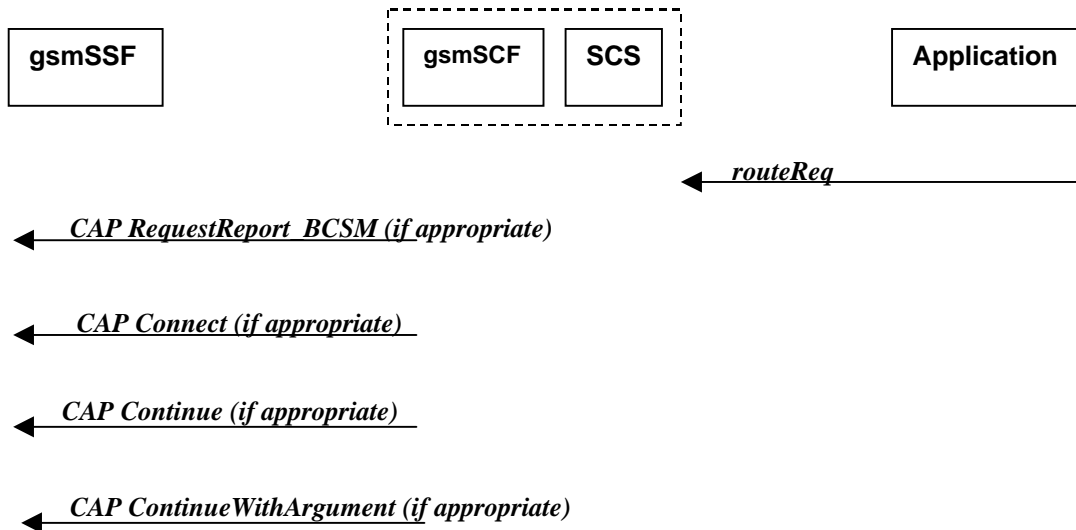 gsmSSF
gsmSCF
SCS
Application
routeReq
CAP RequestReport_BCSM (if appropriate)
CAP Connect (if appropriate)
CAP Continue (if appropriate)
CAP ContinueWithArgument (if appropriate)